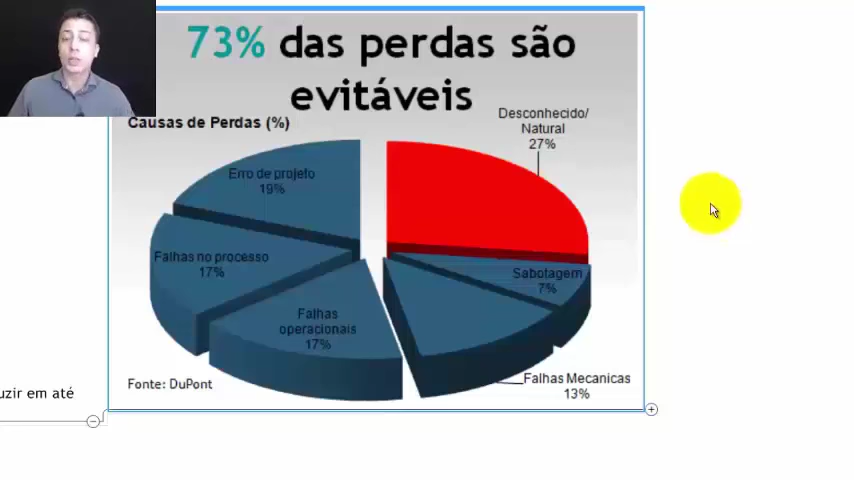 73% das perdas são
evitáveis
Causas de Perdas (%)
Desconhecido/
Natural
27%
Erro de projeto
19%
Falhas no processo
17%
Sabotagem
7%
Falhas
operacionais
17%
Falhas Mecanicas
13%
Fonte: DuPont
em até